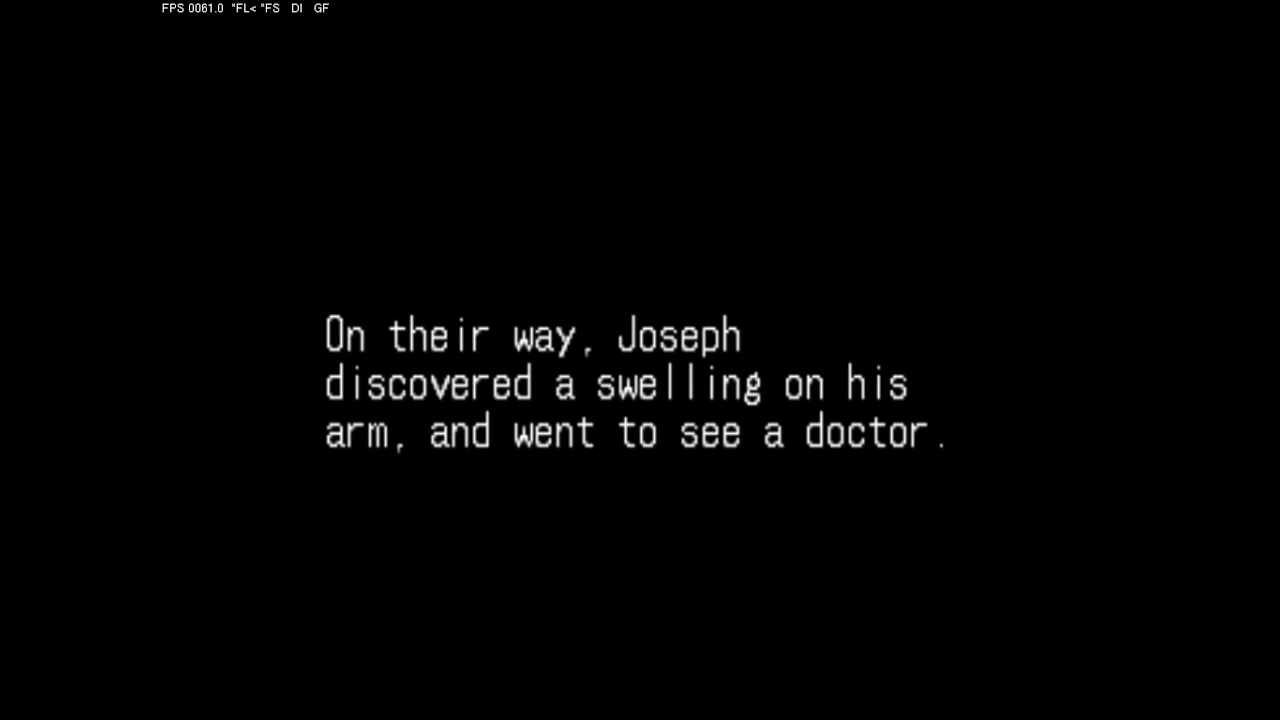 FPS 0061.0 *FL< *FS DI GF
On their way, Joseph
discovered a swelling on his
arm, and went to see a doctor.